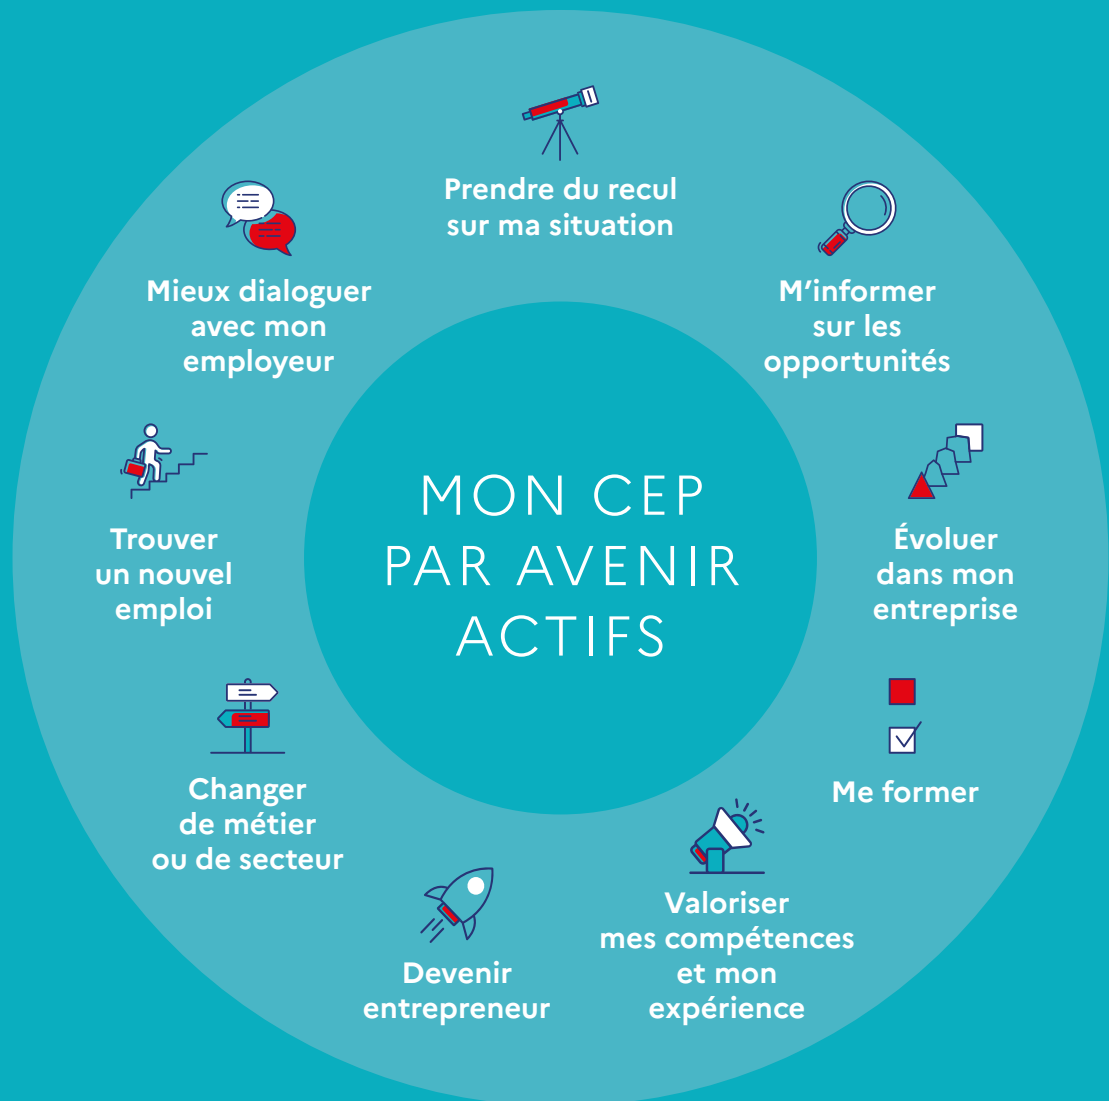 Prendre du recul
sur ma situation
M’informer
sur les
opportunités
Évoluer
dans mon
entreprise
Me former
Valoriser
mes compétences
et mon
expérience
Devenir
entrepreneur
Changer
de métier
ou de secteur
Trouver
un nouvel
emploi
Mieux dialoguer
avec mon
employeur
MON CEP
PAR AVENIR
ACTIFS